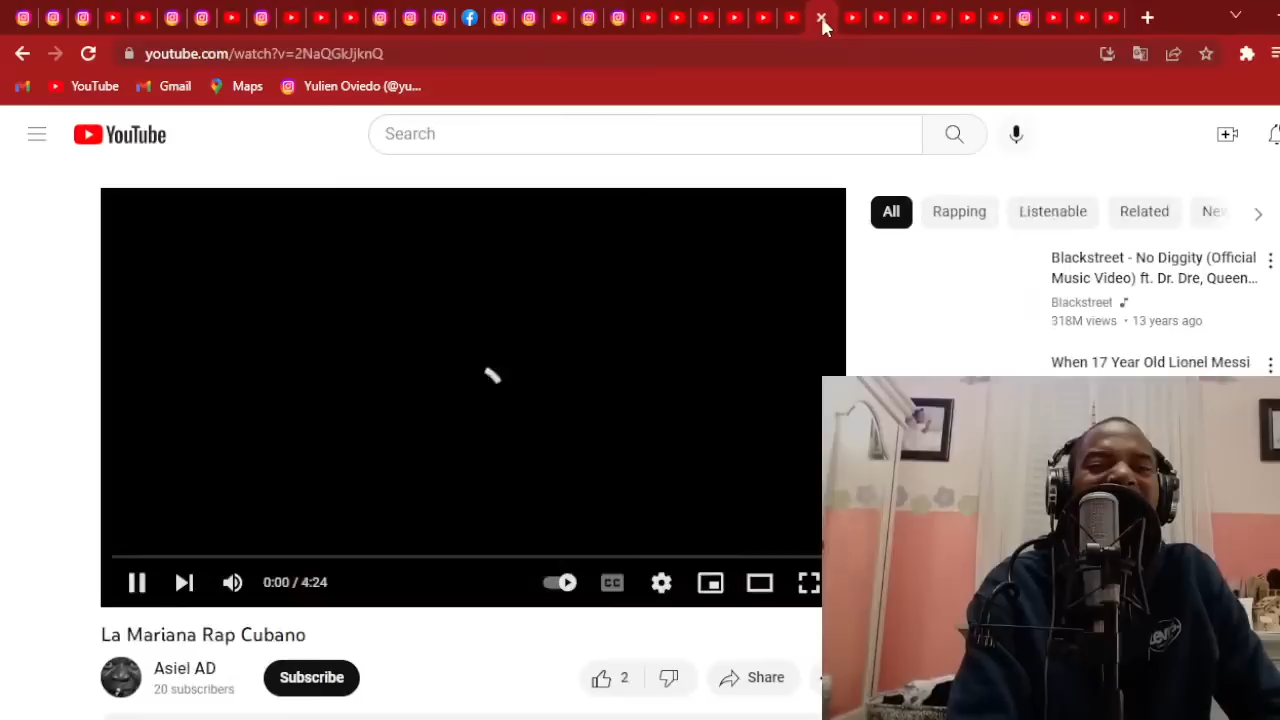 youtube.com/watch?v=2NaQGkJjknQ
YouTube
Gmail
Maps
Yulien Oviedo (@yu...
YouTube
Search
All
Rapping
Listenable
Related
New
Blackstreet - No Diggity (Official
Music Video) ft. Dr. Dre, Queen...
Blackstreet
318M views • 13 years ago
When 17 Year Old Lionel Messi
0:00 / 4:24
CC
La Mariana Rap Cubano
Asiel AD
20 subscribers
Subscribe
2
Share